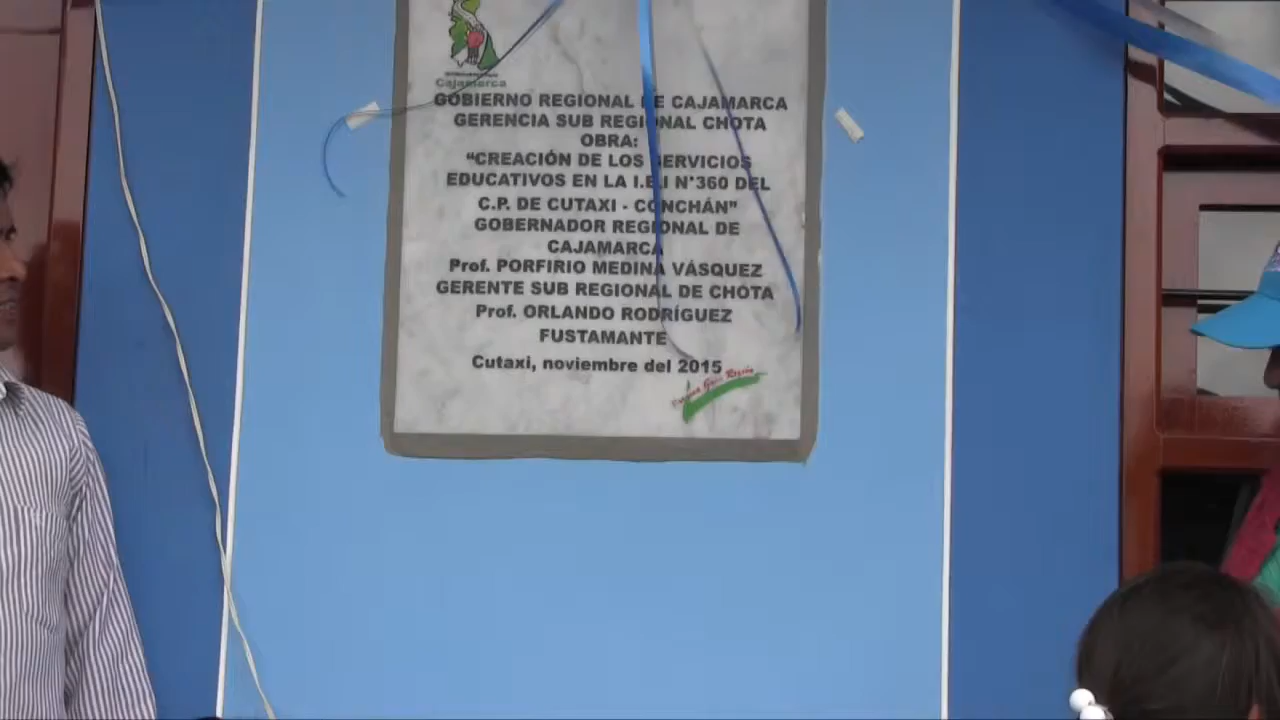 Cajamarca
GOBIERNO REGIONAL DE CAJAMARCA
GERENCIA SUB REGIONAL CHOTA
OBRA:
“CREACIÓN DE LOS SERVICIOS
EDUCATIVOS EN LA I.E.I N°360 DEL
C.P. DE CUTAXI - CONCHÁN”
GOBERNADOR REGIONAL DE
CAJAMARCA
Prof. PORFIRIO MEDINA VÁSQUEZ
GERENTE SUB REGIONAL DE CHOTA
Prof. ORLANDO RODRÍGUEZ
FUSTAMANTE
Cutaxi, noviembre del 2015